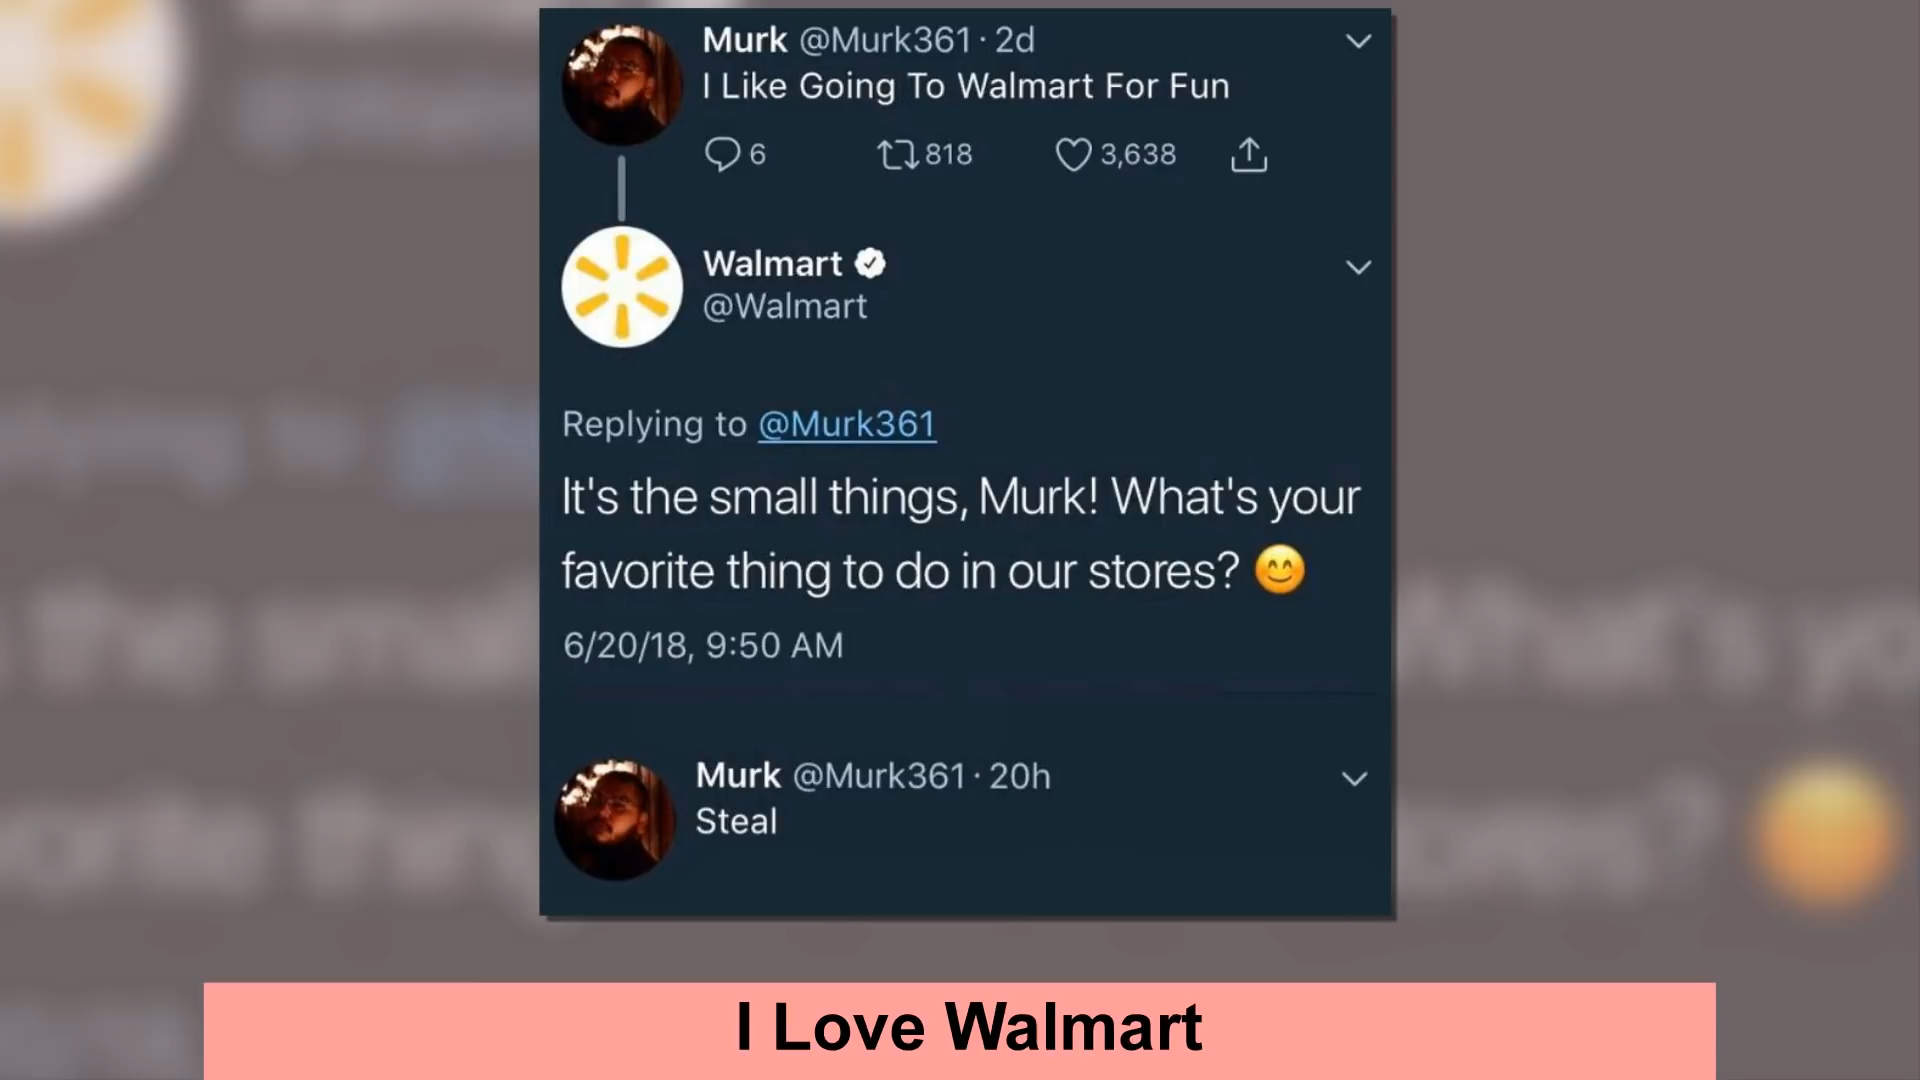 Murk @Murk361 · 2d
I Like Going To Walmart For Fun
6 818 3,638
Walmart
@Walmart
Replying to @Murk361
It's the small things, Murk! What's your
favorite thing to do in our stores? 😊
6/20/18, 9:50 AM
Murk @Murk361 · 20h
Steal
I Love Walmart